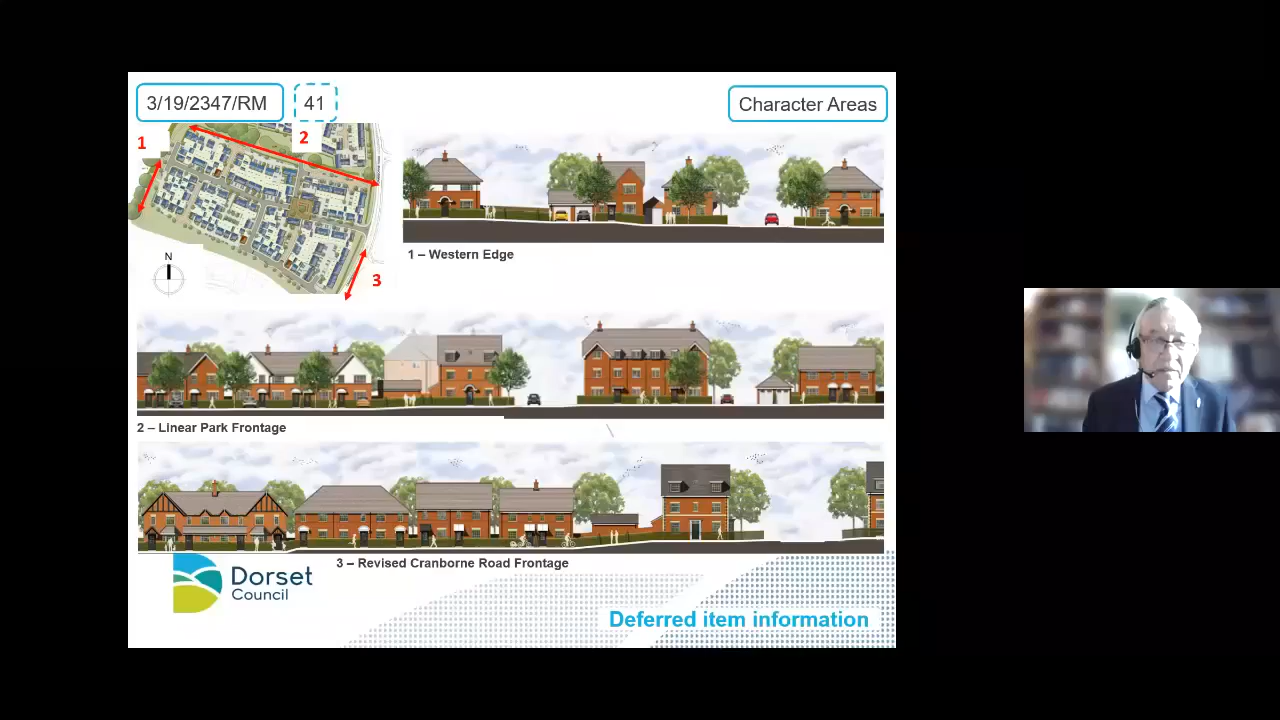 3/19/2347/RM
41
Character Areas
1
2
3
N
1 – Western Edge
2 – Linear Park Frontage
3 – Revised Cranborne Road Frontage
Dorset
Council
Deferred item information